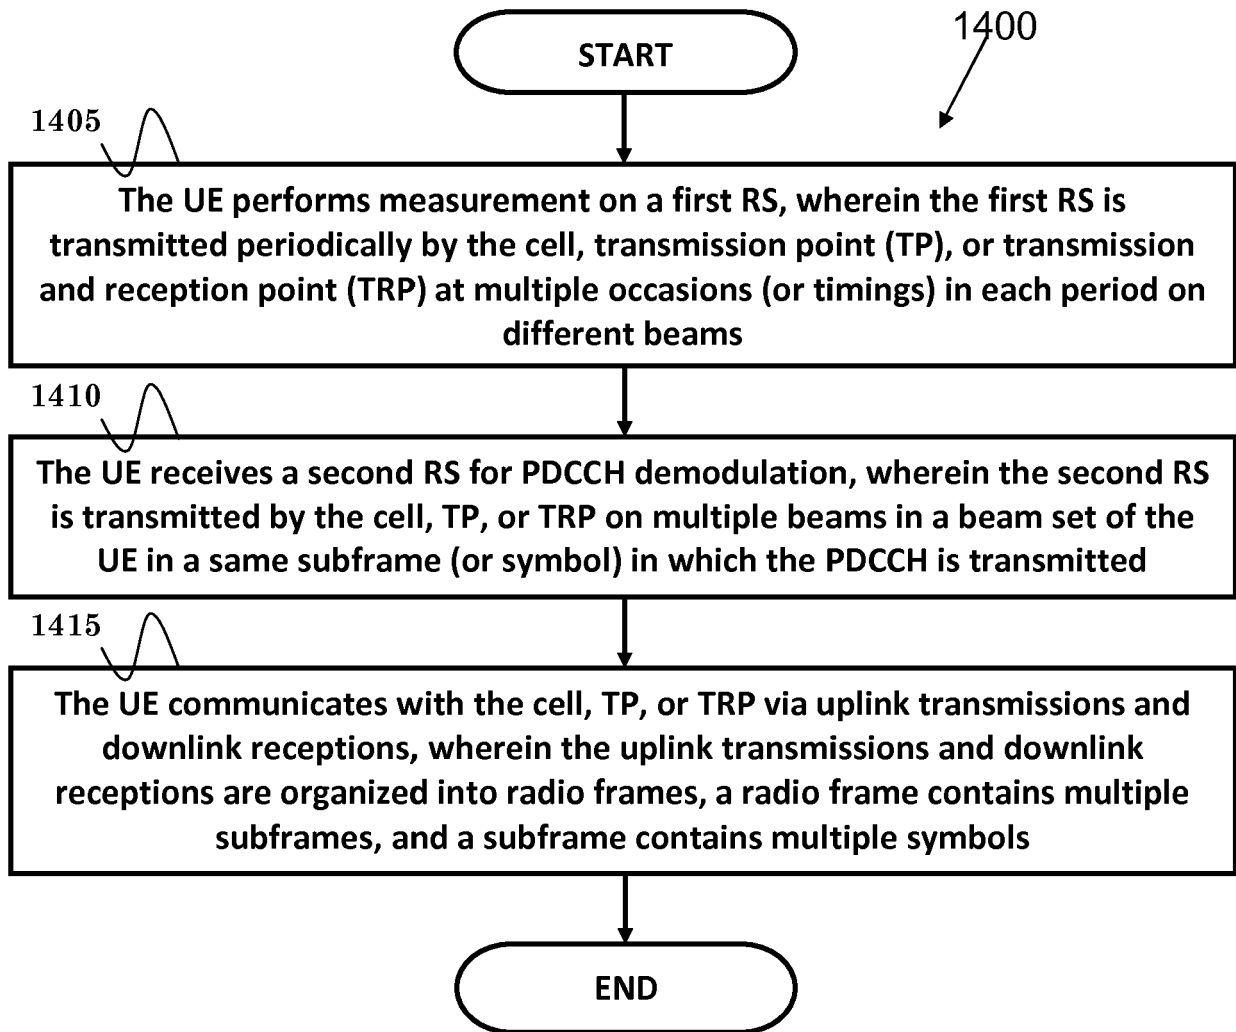 START
1400
1405
The UE performs measurement on a first RS, wherein the first RS is
transmitted periodically by the cell, transmission point (TP), or transmission
and reception point (TRP) at multiple occasions (or timings) in each period on
different beams
1410
The UE receives a second RS for PDCCH demodulation, wherein the second RS
is transmitted by the cell, TP, or TRP on multiple beams in a beam set of the
UE in a same subframe (or symbol) in which the PDCCH is transmitted
1415
The UE communicates with the cell, TP, or TRP via uplink transmissions and
downlink receptions, wherein the uplink transmissions and downlink
receptions are organized into radio frames, a radio frame contains multiple
subframes, and a subframe contains multiple symbols
END